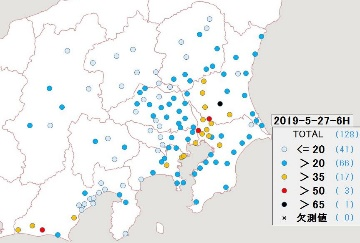 2019-5-27-6H
TOTAL (128)
<= 20 (41)
> 20 (66)
> 35 (17)
> 50 (3)
> 65 (1)
× 欠測値 (0)